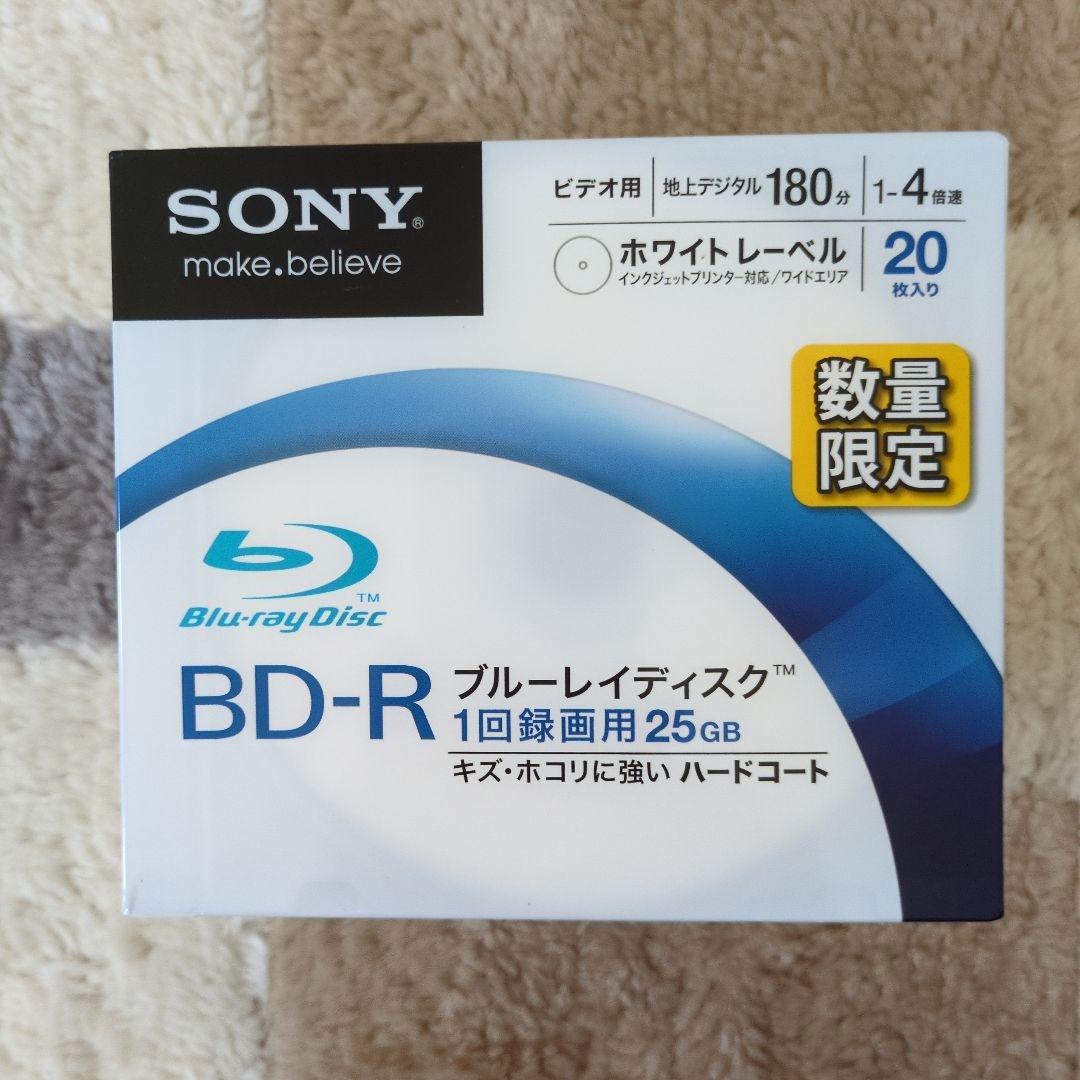 SONY®
make.believe
ビデオ用
地上デジタル 180分
1-4倍速
ホワイトレーベル
インクジェットプリンター対応/ワイドエリア
20
枚入り
数量
限定
TM
Blu-ray Disc
BD-R
ブルーレイディスク™
1回録画用 25GB
キズ・ホコリに強い ハードコート